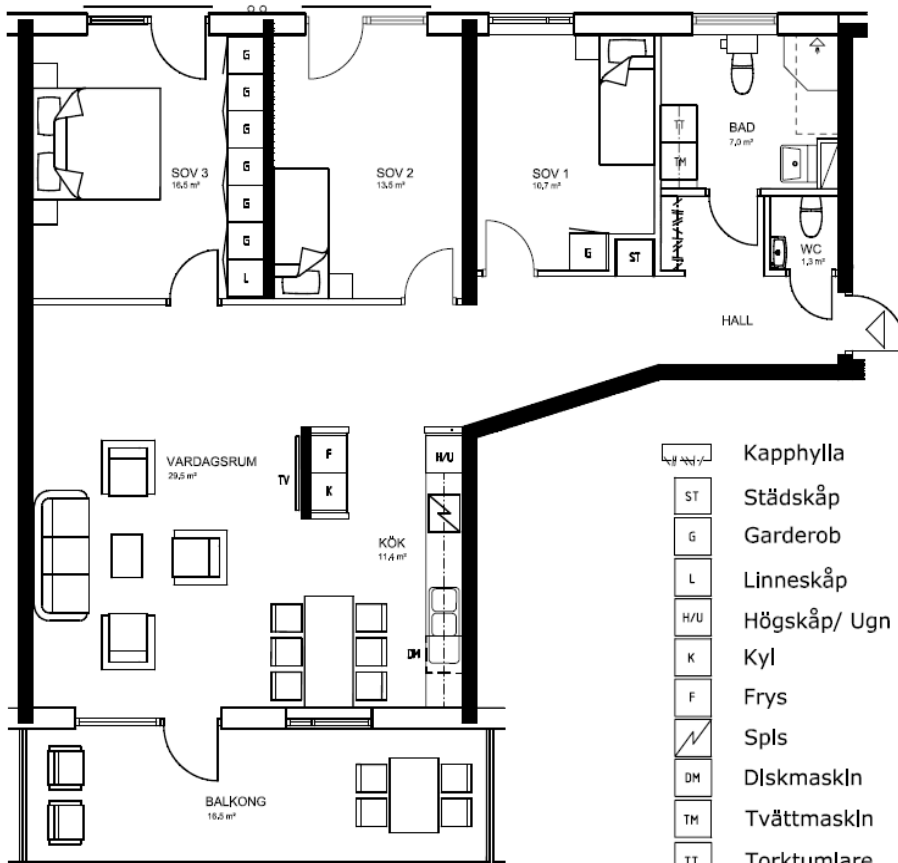 G
G
G
G
G
G
L
SOV 3
16,5 m²
SOV 2
13,5 m²
SOV 1
10,7 m²
G
ST
TT
TM
BAD
7,0 m²
WC
1,3 m²
HALL
VARDAGSRUM
29,5 m²
TV
F
K
H/U
KÖK
11,4 m²
DM
BALKONG
16,5 m²
Kapphylla
ST Städskåp
G Garderob
L Linneskåp
H/U Högskåp/ Ugn
K Kyl
F Frys
Spis
DM Diskmaskin
TM Tvättmaskin
TT Torktumlare